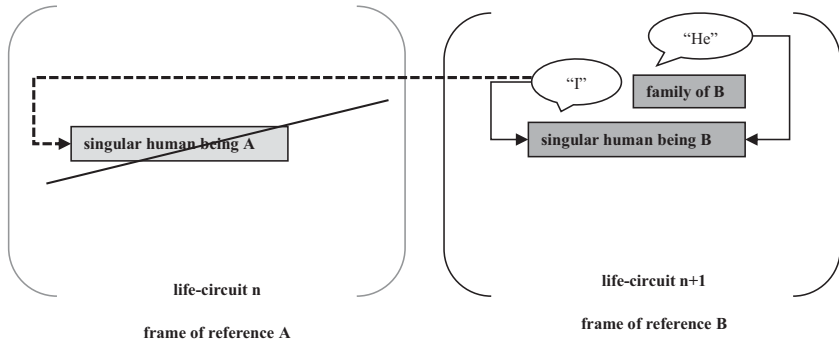 singular human being A
life-circuit n
frame of reference A
“He”
“I”
family of B
singular human being B
life-circuit n+1
frame of reference B